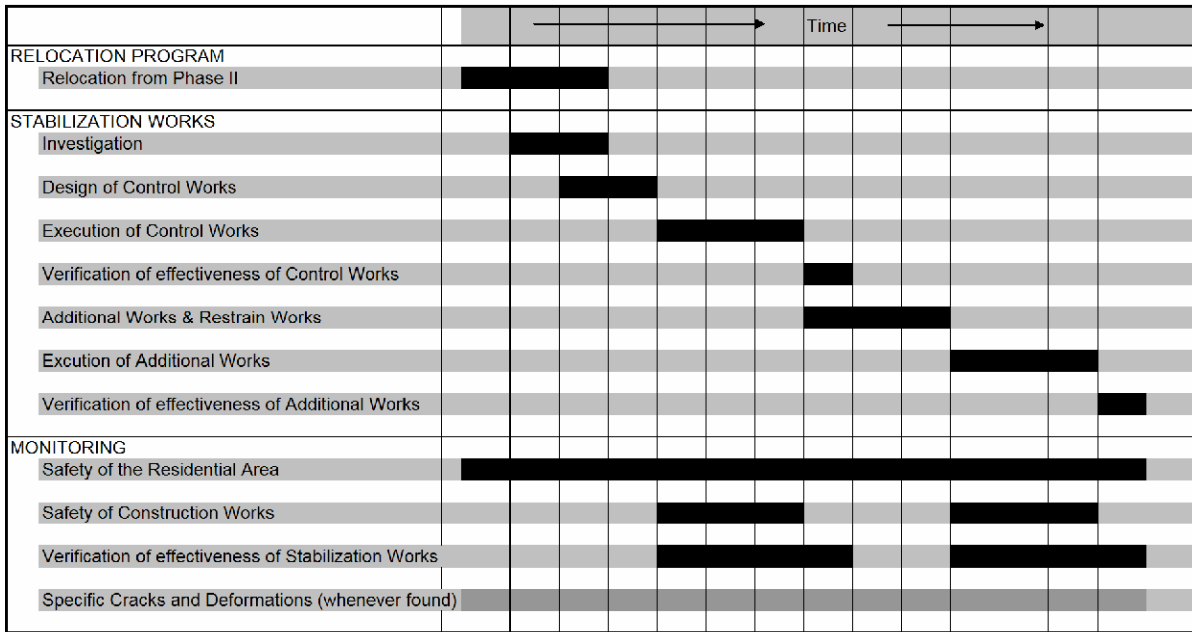 Time
RELOCATION PROGRAM
Relocation from Phase II
STABILIZATION WORKS
Investigation
Design of Control Works
Execution of Control Works
Verification of effectiveness of Control Works
Additional Works & Restrain Works
Excution of Additional Works
Verification of effectiveness of Additional Works
MONITORING
Safety of the Residential Area
Safety of Construction Works
Verification of effectiveness of Stabilization Works
Specific Cracks and Deformations (whenever found)